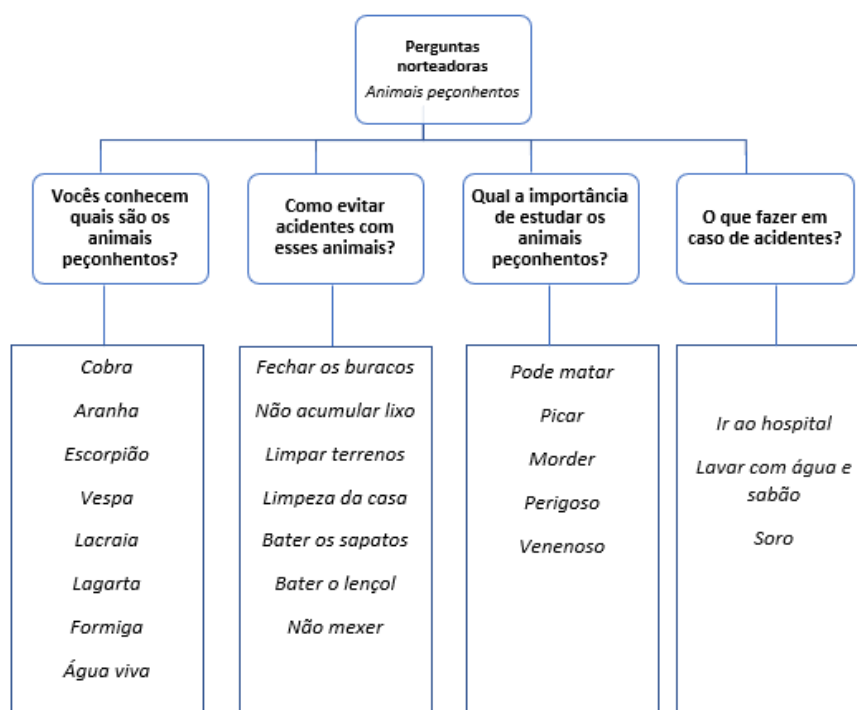 Perguntas
norteadoras
Animais peçonhentos
Vocês conhecem
quais são os
animais
peçonhentos?
Como evitar
acidentes com
esses animais?
Qual a importância
de estudar os
animais
peçonhentos?
O que fazer em
caso de acidentes?
Cobra
Aranha
Escorpião
Vespa
Lacraia
Lagarta
Formiga
Água viva
Fechar os buracos
Não acumular lixo
Limpar terrenos
Limpeza da casa
Bater os sapatos
Bater o lençol
Não mexer
Pode matar
Picar
Morder
Perigoso
Venenoso
Ir ao hospital
Lavar com água e
sabão
Soro